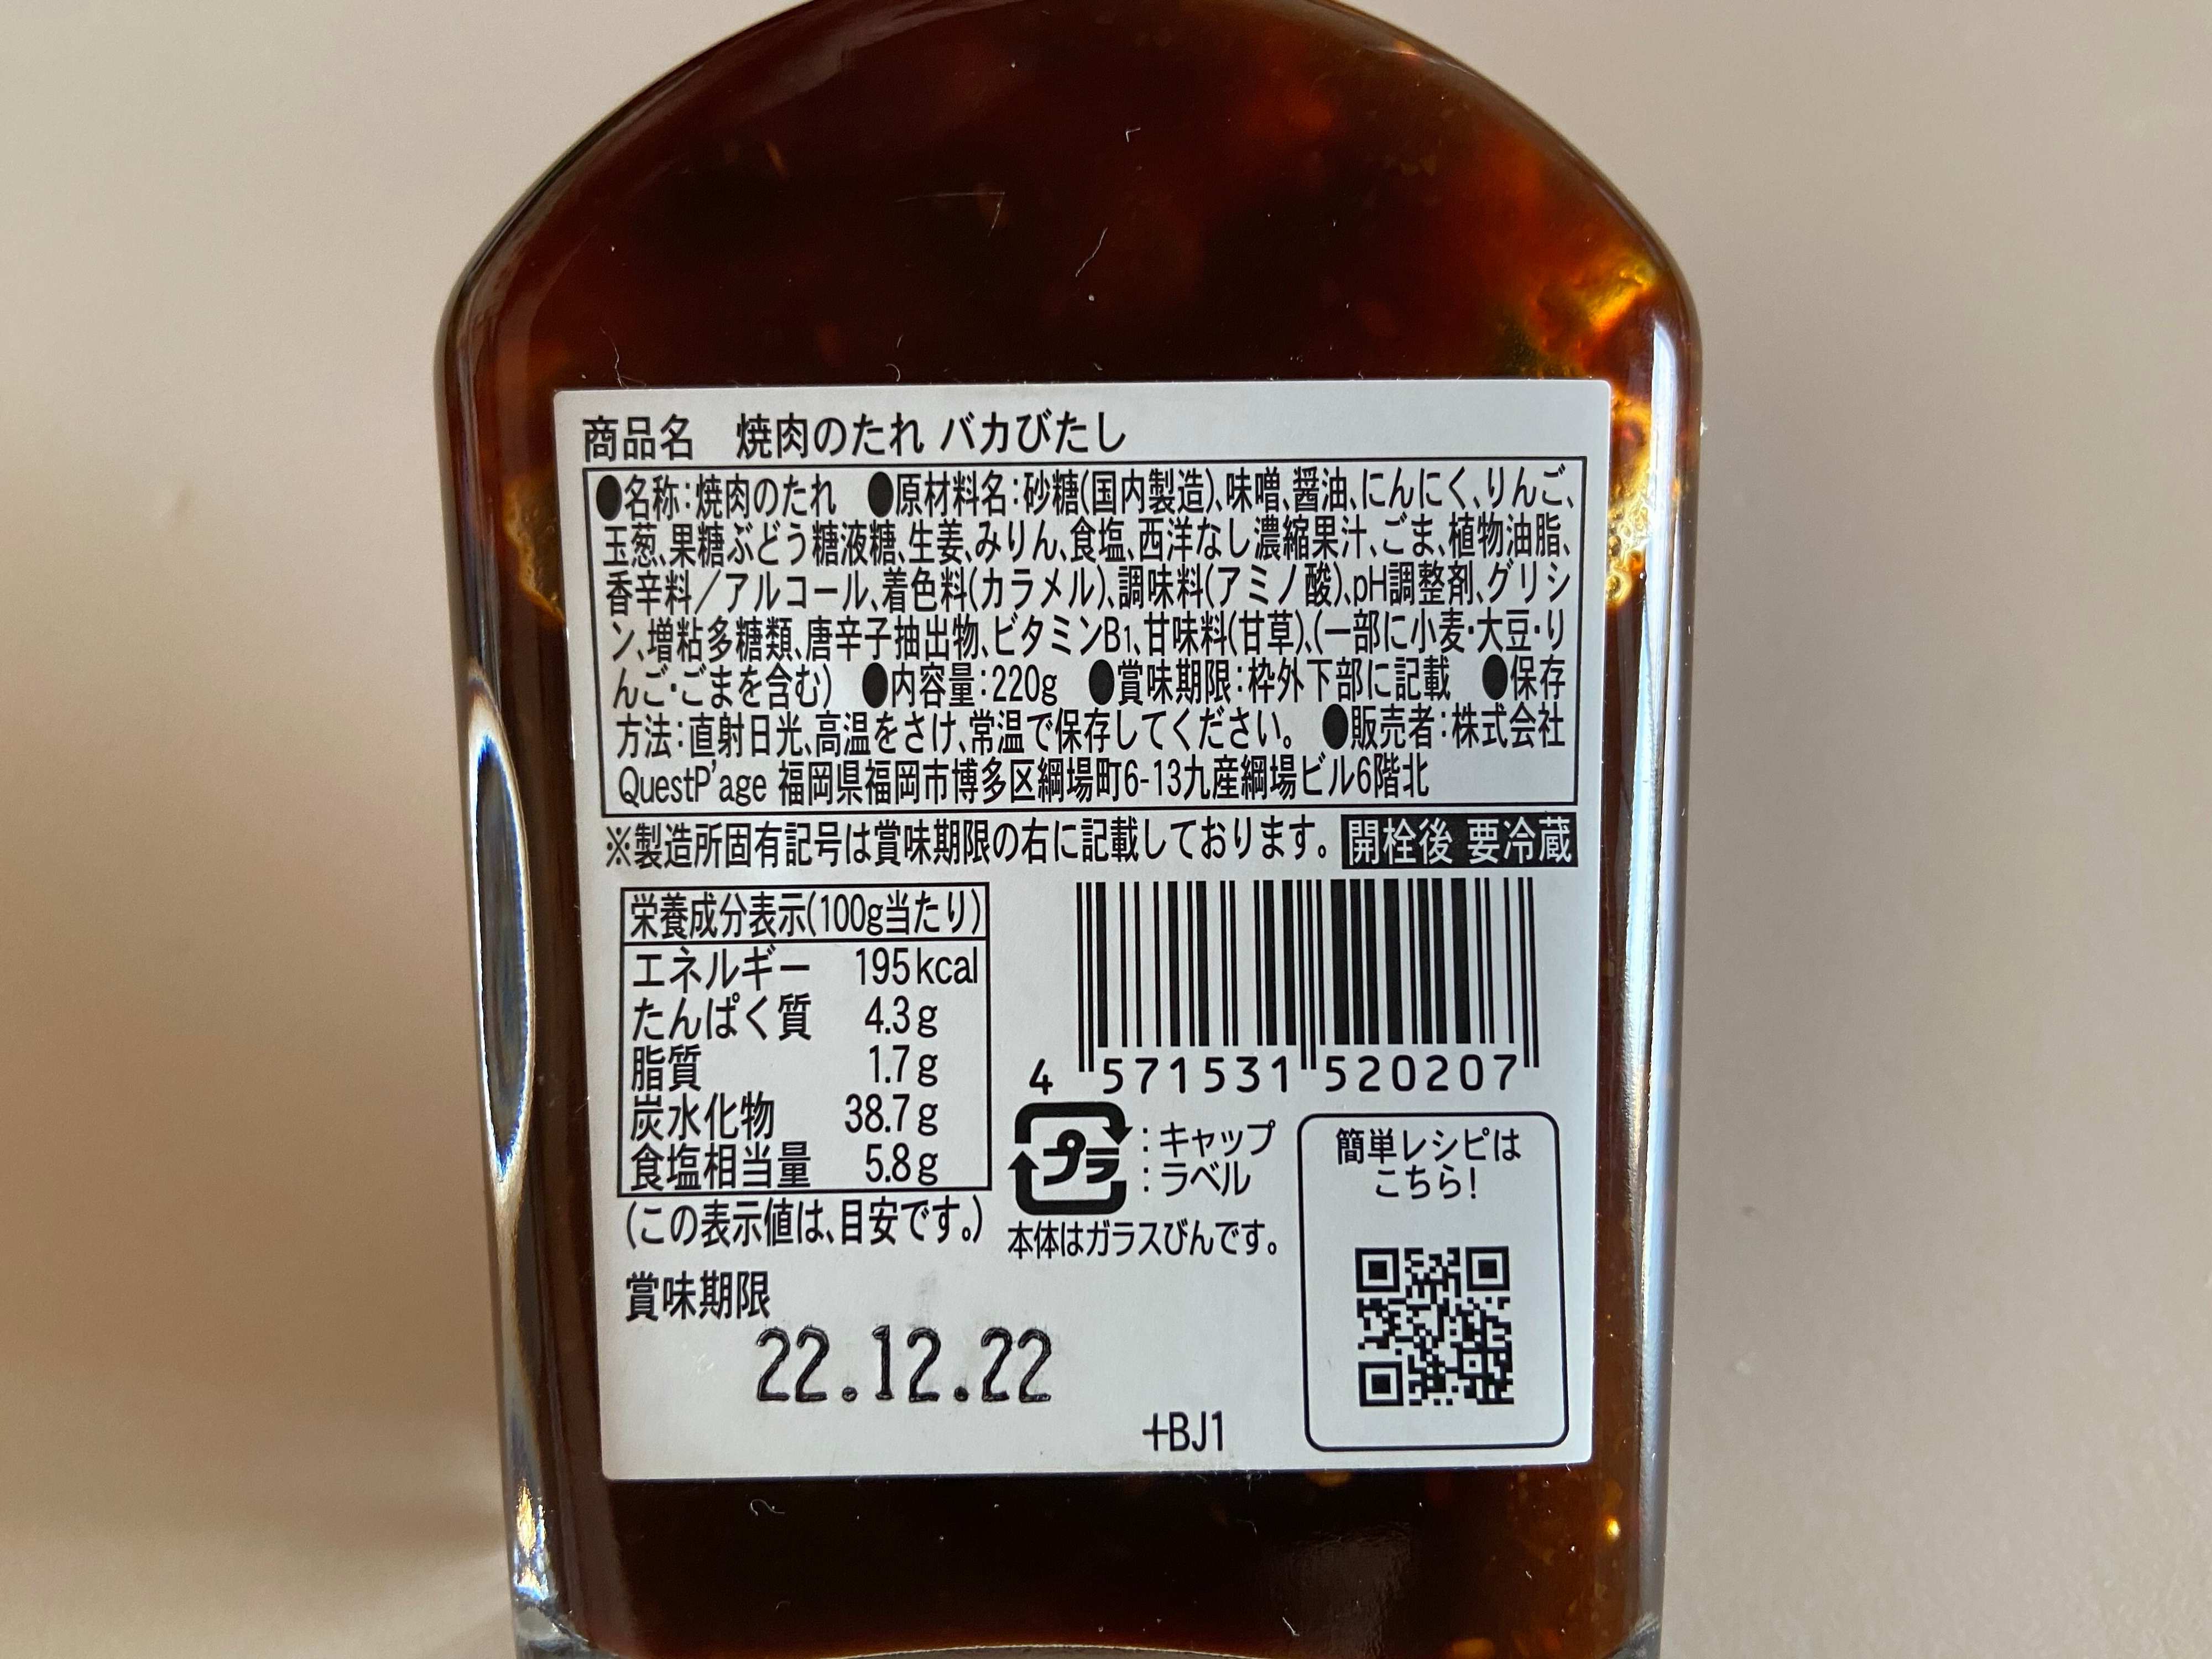 商品名 焼肉のたれ バカびたし
●名称:焼肉のたれ ●原材料名:砂糖(国内製造)、味噌、醤油、にんにく、りんご、
玉葱、果糖ぶどう糖液糖、生姜、みりん、食塩、西洋なし濃縮果汁、ごま、植物油脂、
香辛料/アルコール、着色料(カラメル)、調味料(アミノ酸)、pH調整剤、グリシ
ン、増粘多糖類、唐辛子抽出物、ビタミンB1、甘味料(甘草)、(一部に小麦・大豆・り
んご・ごまを含む) ●内容量:220g ●賞味期限:枠外下部に記載 ●保存
方法:直射日光、高温をさけ、常温で保存してください。 ●販売者:株式会社
QuestP'age 福岡県福岡市博多区綱場町6-13九産綱場ビル6階北
※製造所固有記号は賞味期限の右に記載しております。 開栓後 要冷蔵
栄養成分表示(100g当たり)
エネルギー 195kcal
たんぱく質 4.3g
脂質 1.7g
炭水化物 38.7g
食塩相当量 5.8g
(この表示値は、目安です。)
4 571531 520207
プラ
:キャップ
:ラベル
本体はガラスびんです。
簡単レシピは
こちら!
賞味期限
22.12.22
+BJ1